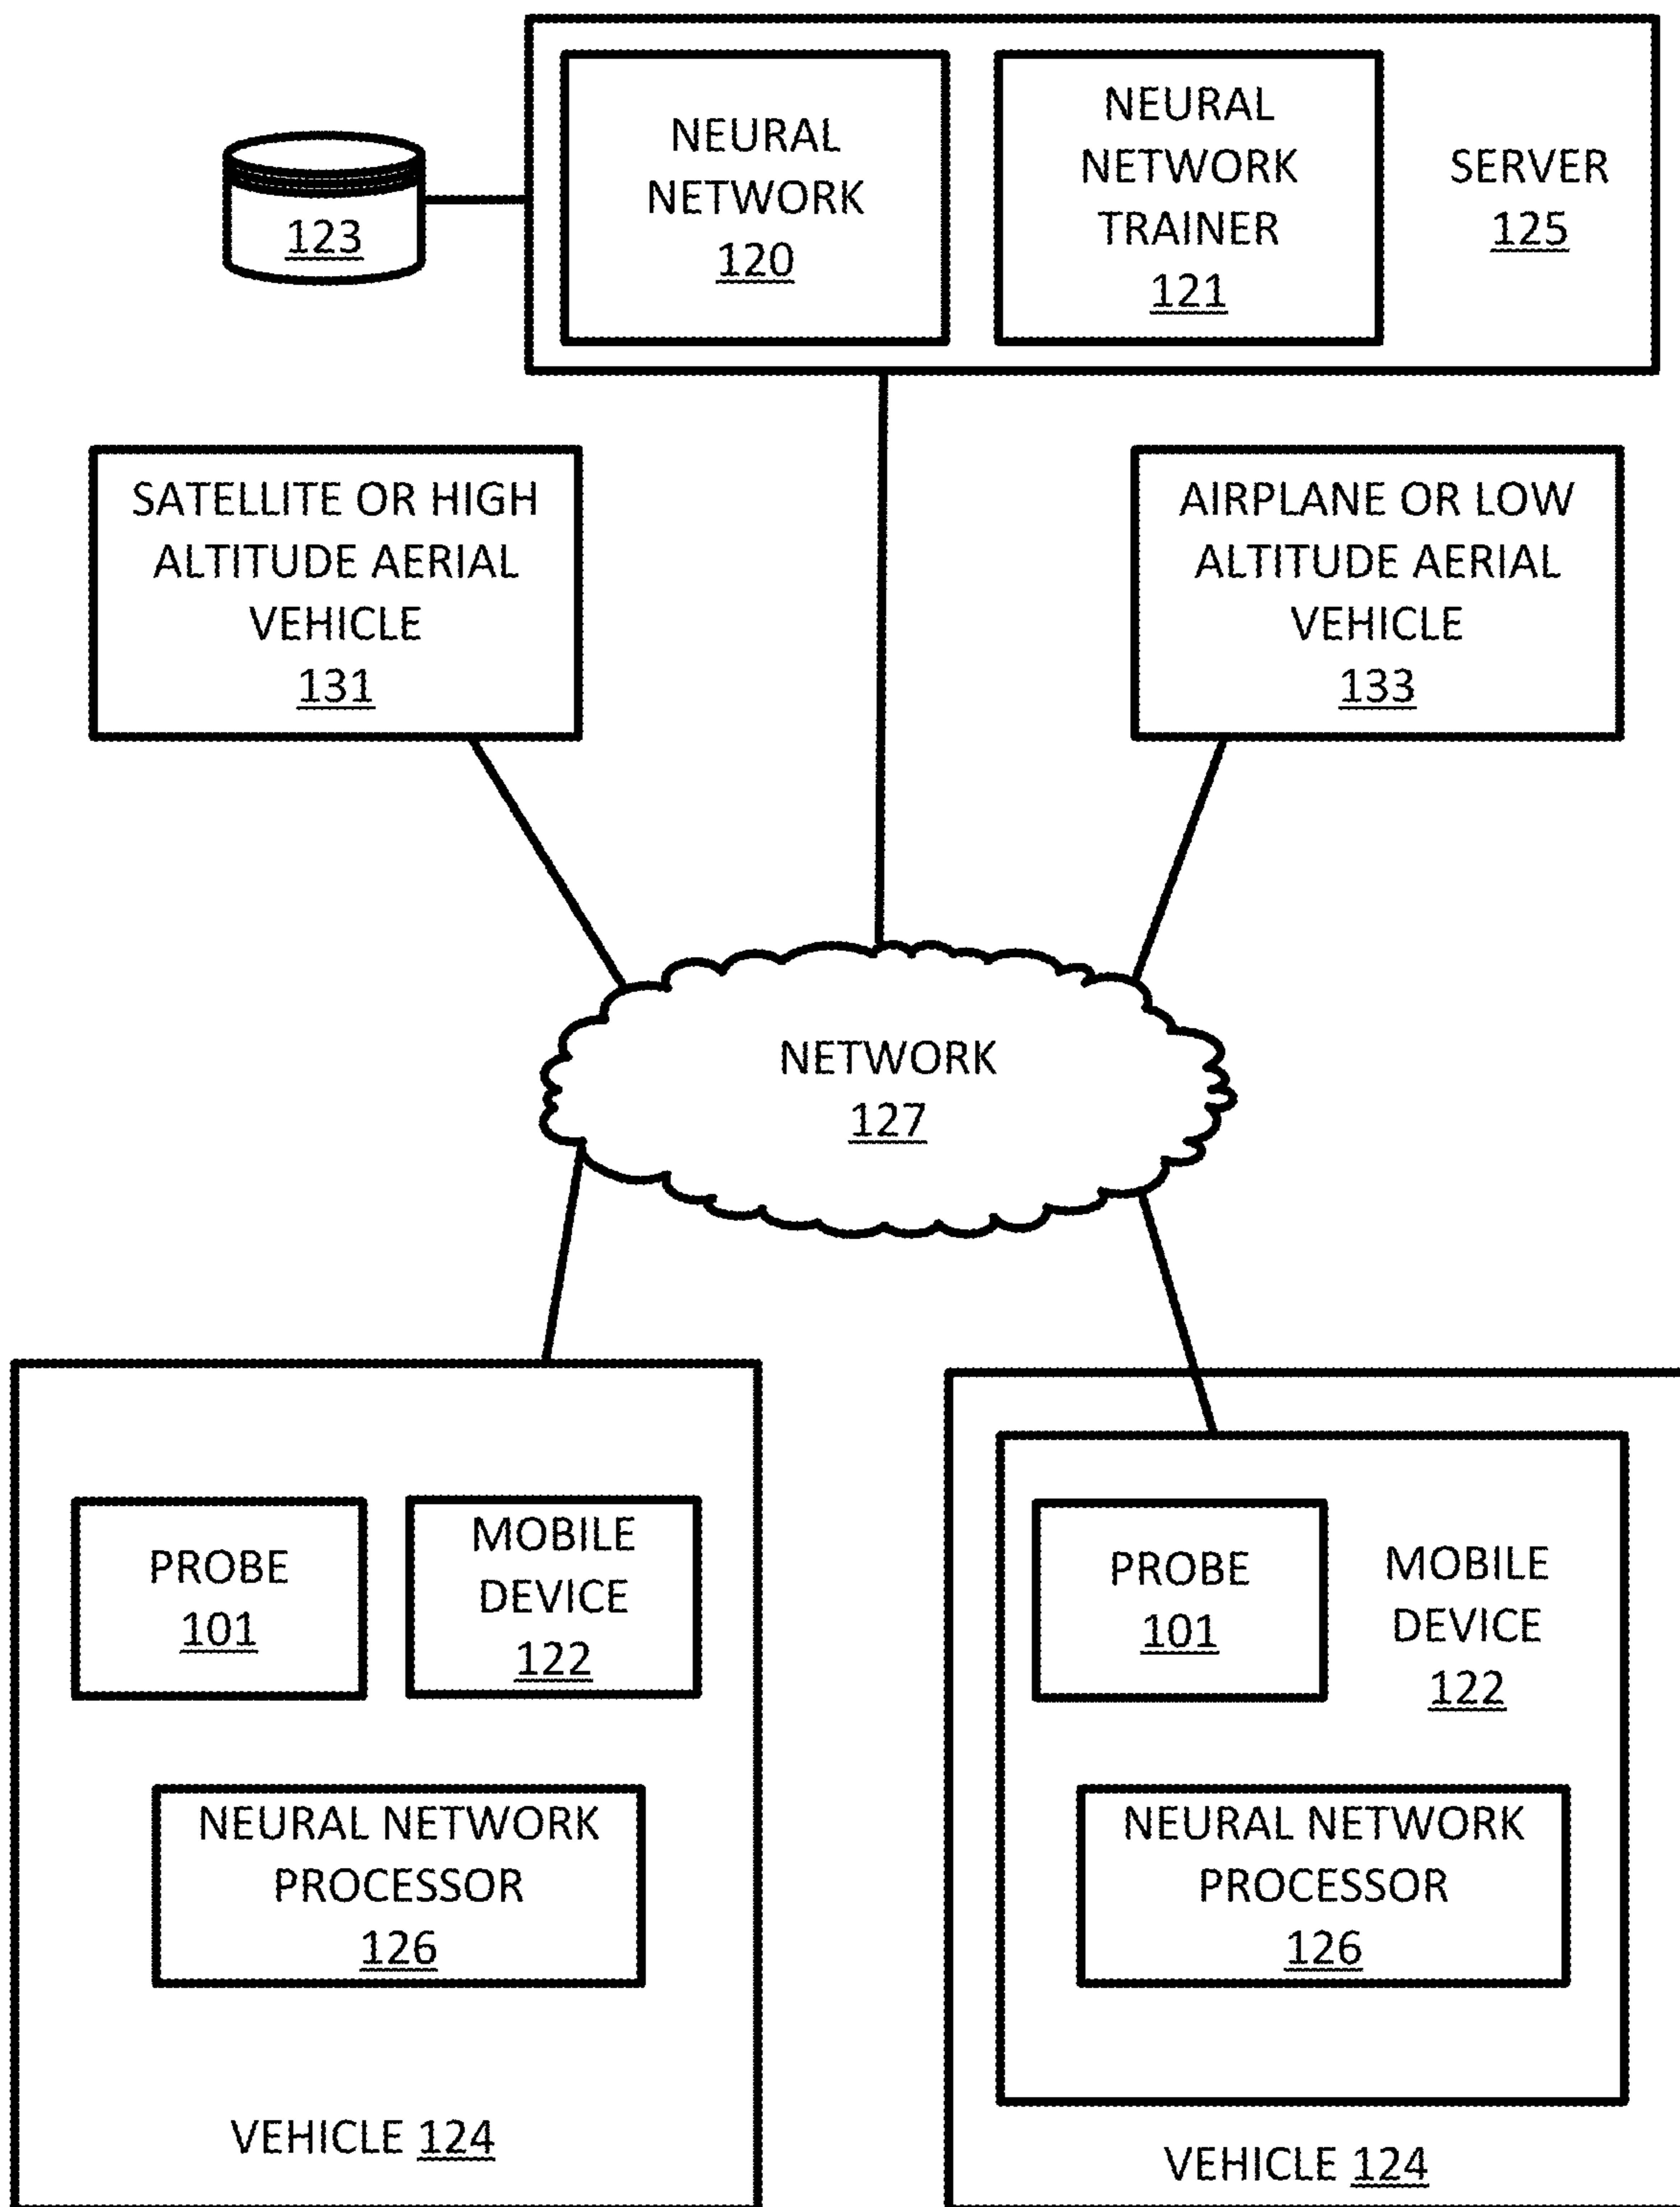 NEURAL
NETWORK
120
NEURAL
NETWORK
TRAINER
121
SERVER
125
123
SATELLITE OR HIGH
ALTITUDE AERIAL
VEHICLE
131
AIRPLANE OR LOW
ALTITUDE AERIAL
VEHICLE
133
NETWORK
127
PROBE
101
MOBILE
DEVICE
122
NEURAL NETWORK
PROCESSOR
126
VEHICLE 124
PROBE
101
MOBILE
DEVICE
122
NEURAL NETWORK
PROCESSOR
126
VEHICLE 124